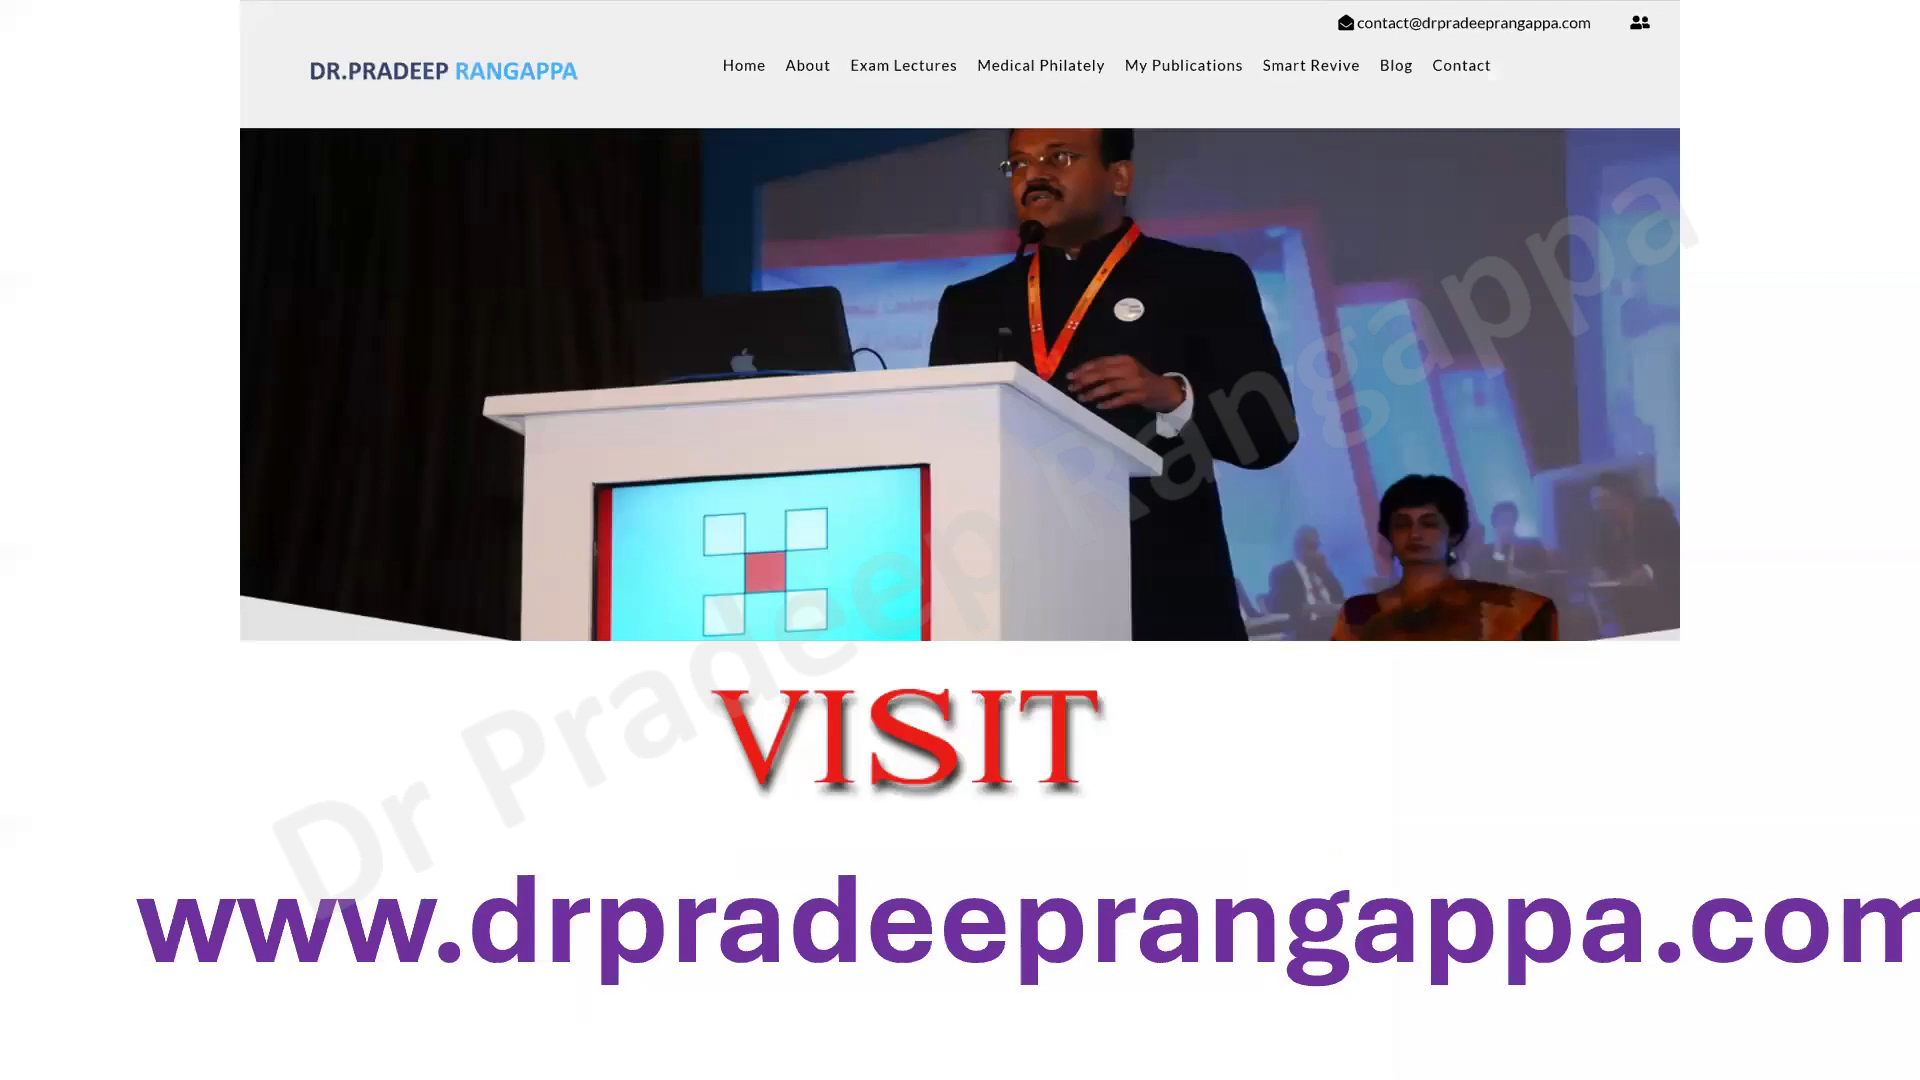 contact@drpradeeprangappa.com
DR.PRADEEP RANGAPPA
Home About Exam Lectures Medical Philately My Publications Smart Revive Blog Contact
Dr Pradeep Rangappa
VISIT
www.drpradeeprangappa.com